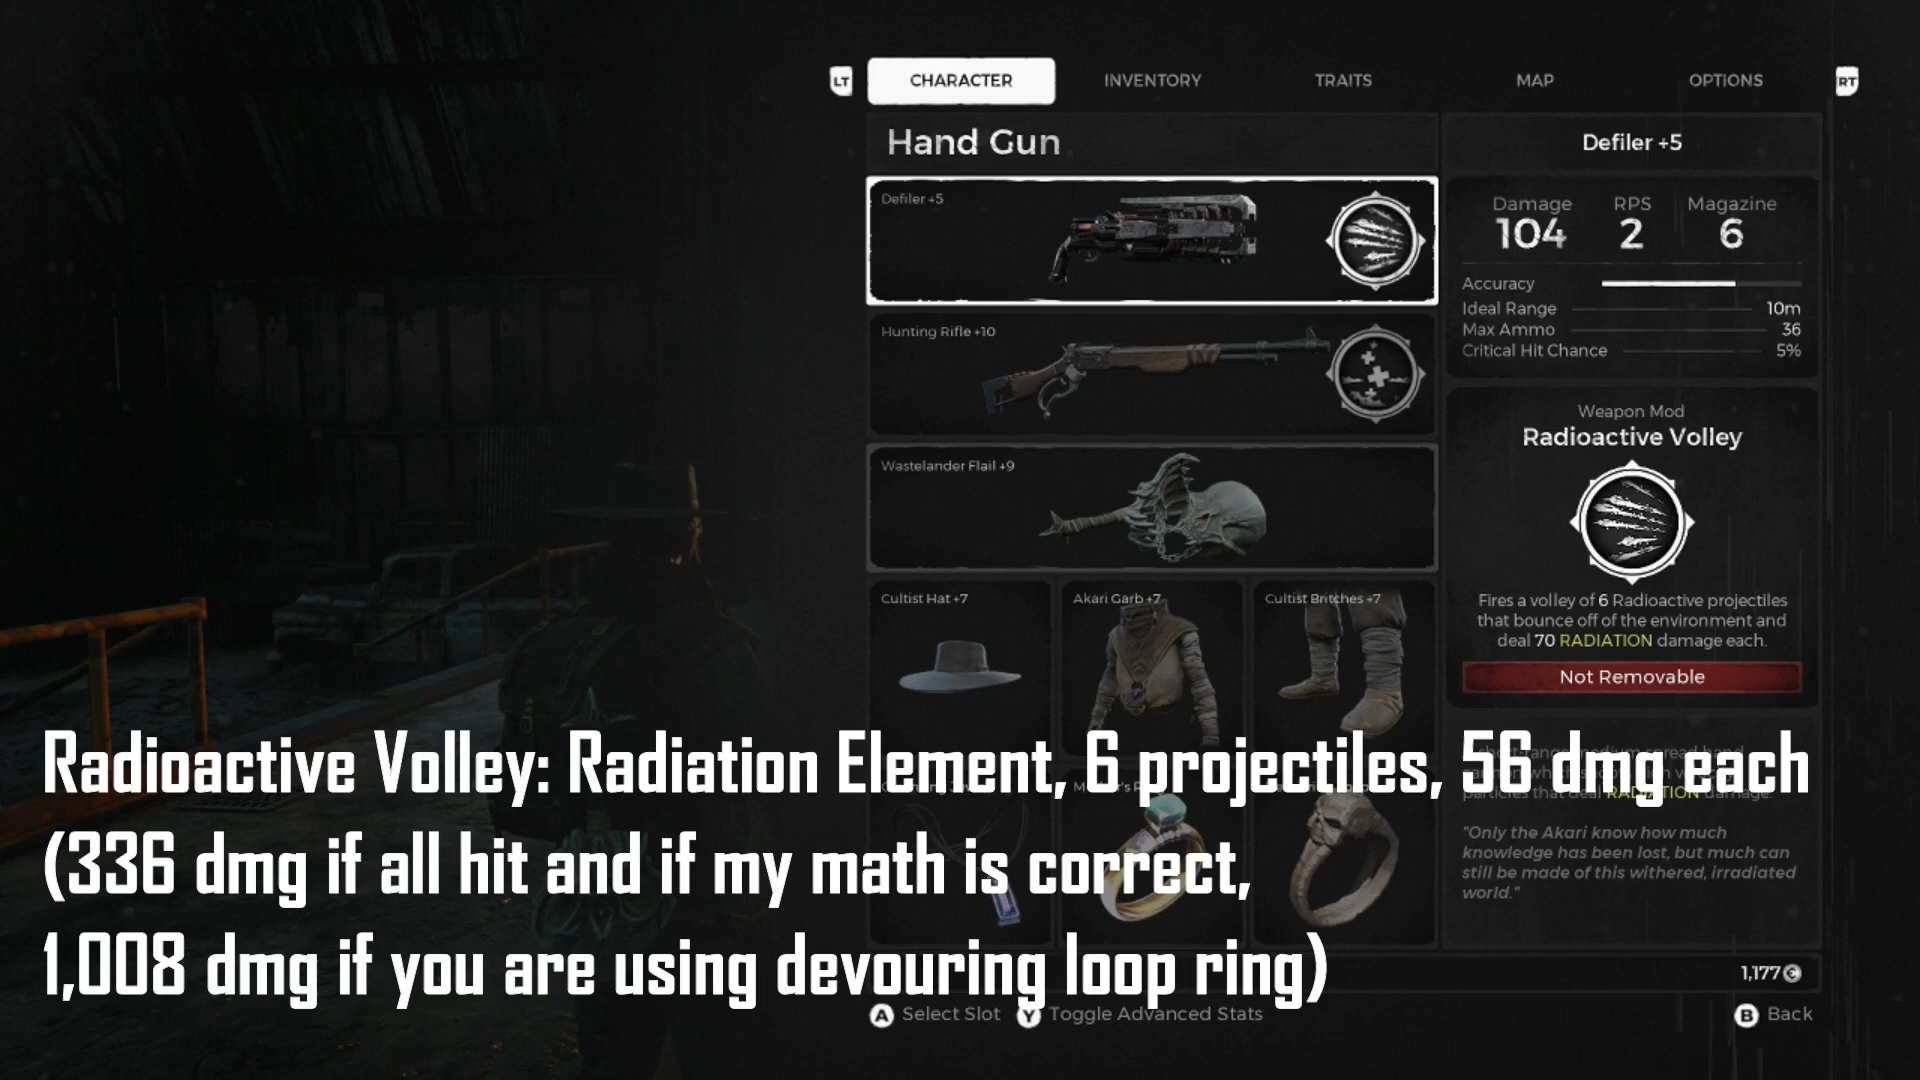 LT
CHARACTER
INVENTORY
TRAITS
MAP
OPTIONS
RT
Hand Gun
Defiler +5
Defiler +5
Damage RPS Magazine
104 2 6
Accuracy
Ideal Range 10m
Max Ammo 36
Critical Hit Chance 5%
Hunting Rifle +10
Wastelander Flail +9
Weapon Mod
Radioactive Volley
Fires a volley of 6 Radioactive projectiles
that bounce off of the environment and
deal 70 RADIATION damage each.
Not Removable
Cultist Hat +7
Akari Garb +7
Cultist Britches +7
Radioactive Volley: Radiation Element, 6 projectiles, 56 dmg each
(336 dmg if all hit and if my math is correct,
1,008 dmg if you are using devouring loop ring)
particles that deal RADIATION damage.
"Only the Akari know how much
knowledge has been lost, but much can
still be made of this withered, irradiated
world."
1,177
A Select Slot
Y Toggle Advanced Stats
B Back